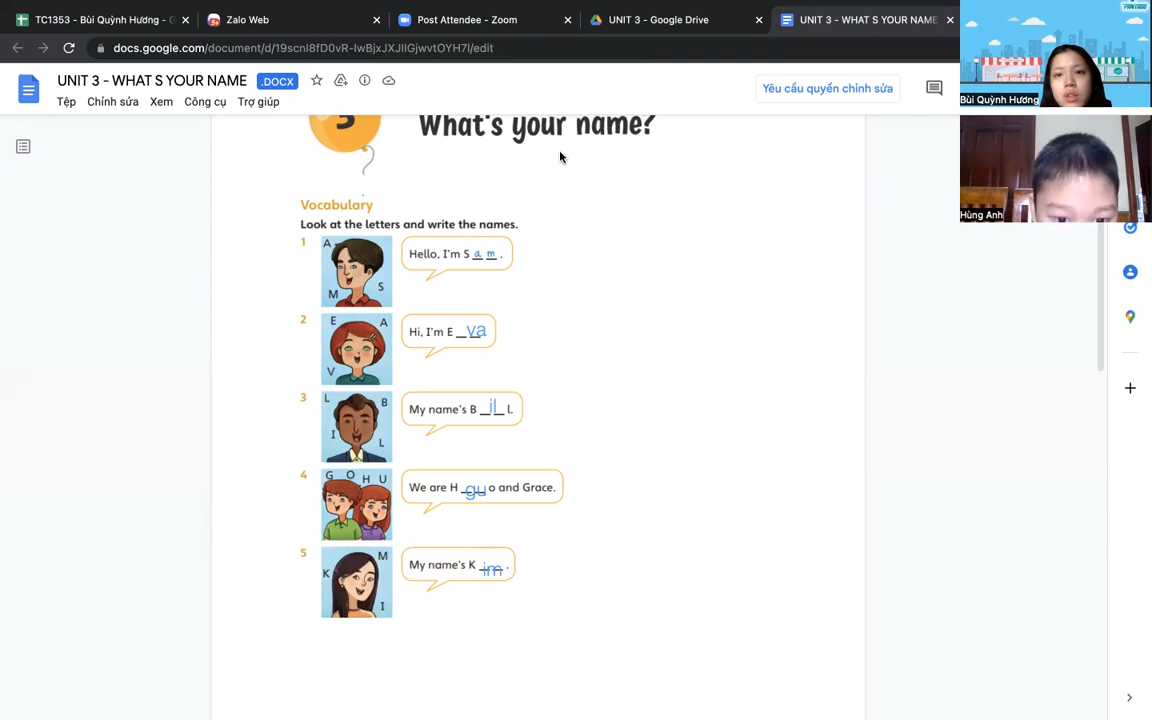 TC1353 - Bùi Quỳnh Hương - G
Zalo Web
Post Attendee - Zoom
UNIT 3 - Google Drive
UNIT 3 - WHAT S YOUR NAME
docs.google.com/document/d/19scnI8fD0vR-IwBjxJXJIlGjwvtOYH7l/edit
UNIT 3 - WHAT S YOUR NAME .DOCX
Tệp Chỉnh sửa Xem Công cụ Trợ giúp
Yêu cầu quyền chỉnh sửa
Bùi Quỳnh Hương
Hùng Anh
3 What's your name?
Vocabulary
Look at the letters and write the names.
1 A M S Hello, I'm S a m .
2 E A V Hi, I'm E va
3 L B I L My name's B il l.
4 G O H U We are H gu o and Grace.
5 M K I My name's K im .